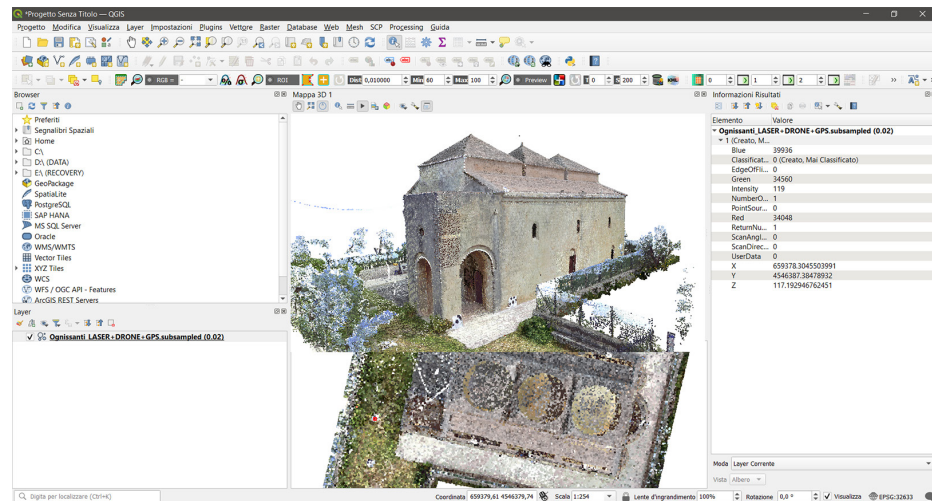 *Progetto Senza Titolo — QGIS
Progetto Modifica Visualizza Layer Impostazioni Plugins Vettore Raster Database Web Mesh SCP Processing Guida
RGB = - ROI Dist 0,010000 Min 60 Max 100 Preview T 0 S 200 0 1 2
Browser
Preferiti
Segnalibri Spaziali
Home
C:\
D:\ (DATA)
E:\ (RECOVERY)
GeoPackage
SpatiaLite
PostgreSQL
SAP HANA
MS SQL Server
Oracle
WMS/WMTS
Vector Tiles
XYZ Tiles
WCS
WFS / OGC API - Features
ArcGIS REST Servers
Layer
Ognissanti_LASER+DRONE+GPS.subsampled (0.02)
Mappa 3D 1
Informazioni Risultati
Elemento Valore
Ognissanti_LASER+DRONE+GPS.subsampled (0.02)
1 (Creato, M...
Blue 39936
Classificat... 0 (Creato, Mai Classificato)
EdgeOfFli... 0
Green 34560
Intensity 119
NumberO... 1
PointSour... 0
Red 34048
ReturnNu... 1
ScanAngl... 0
ScanDirec... 0
UserData 0
X 659378.3045503991
Y 4546387.38478932
Z 117.192946762451
Moda Layer Corrente
Vista Albero
Digita per localizzare (Ctrl+K)
Coordinata 659379,61 4546379,74 Scala 1:254 Lente d'ingrandimento 100% Rotazione 0,0 ° Visualizza EPSG:32633